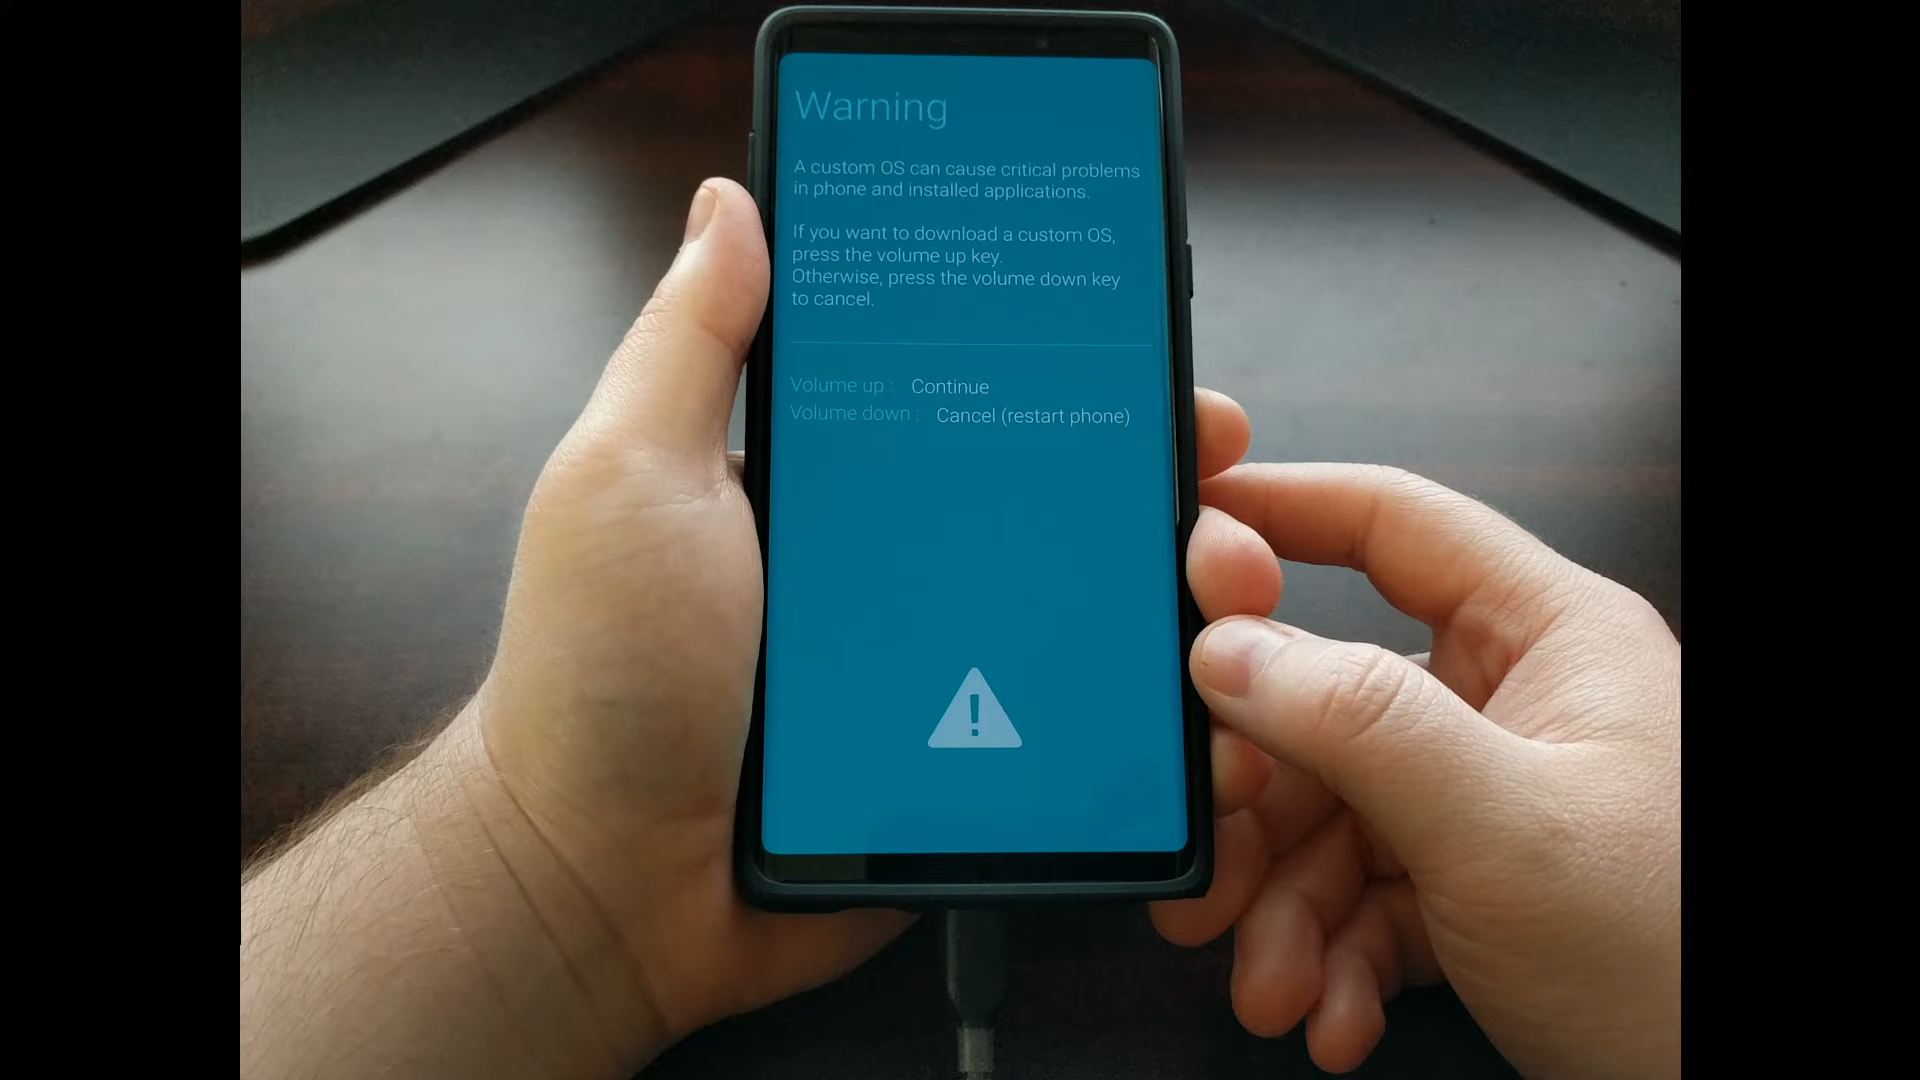 Warning
A custom OS can cause critical problems
in phone and installed applications.
If you want to download a custom OS,
press the volume up key.
Otherwise, press the volume down key
to cancel.
Volume up : Continue
Volume down : Cancel (restart phone)